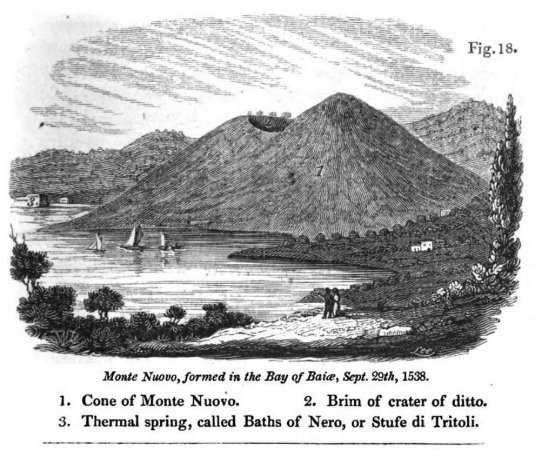 Fig.18.
1
Monte Nuovo, formed in the Bay of Baiæ, Sept. 29th, 1538.
1. Cone of Monte Nuovo. 2. Brim of crater of ditto.
3. Thermal spring, called Baths of Nero, or Stufe di Tritoli.